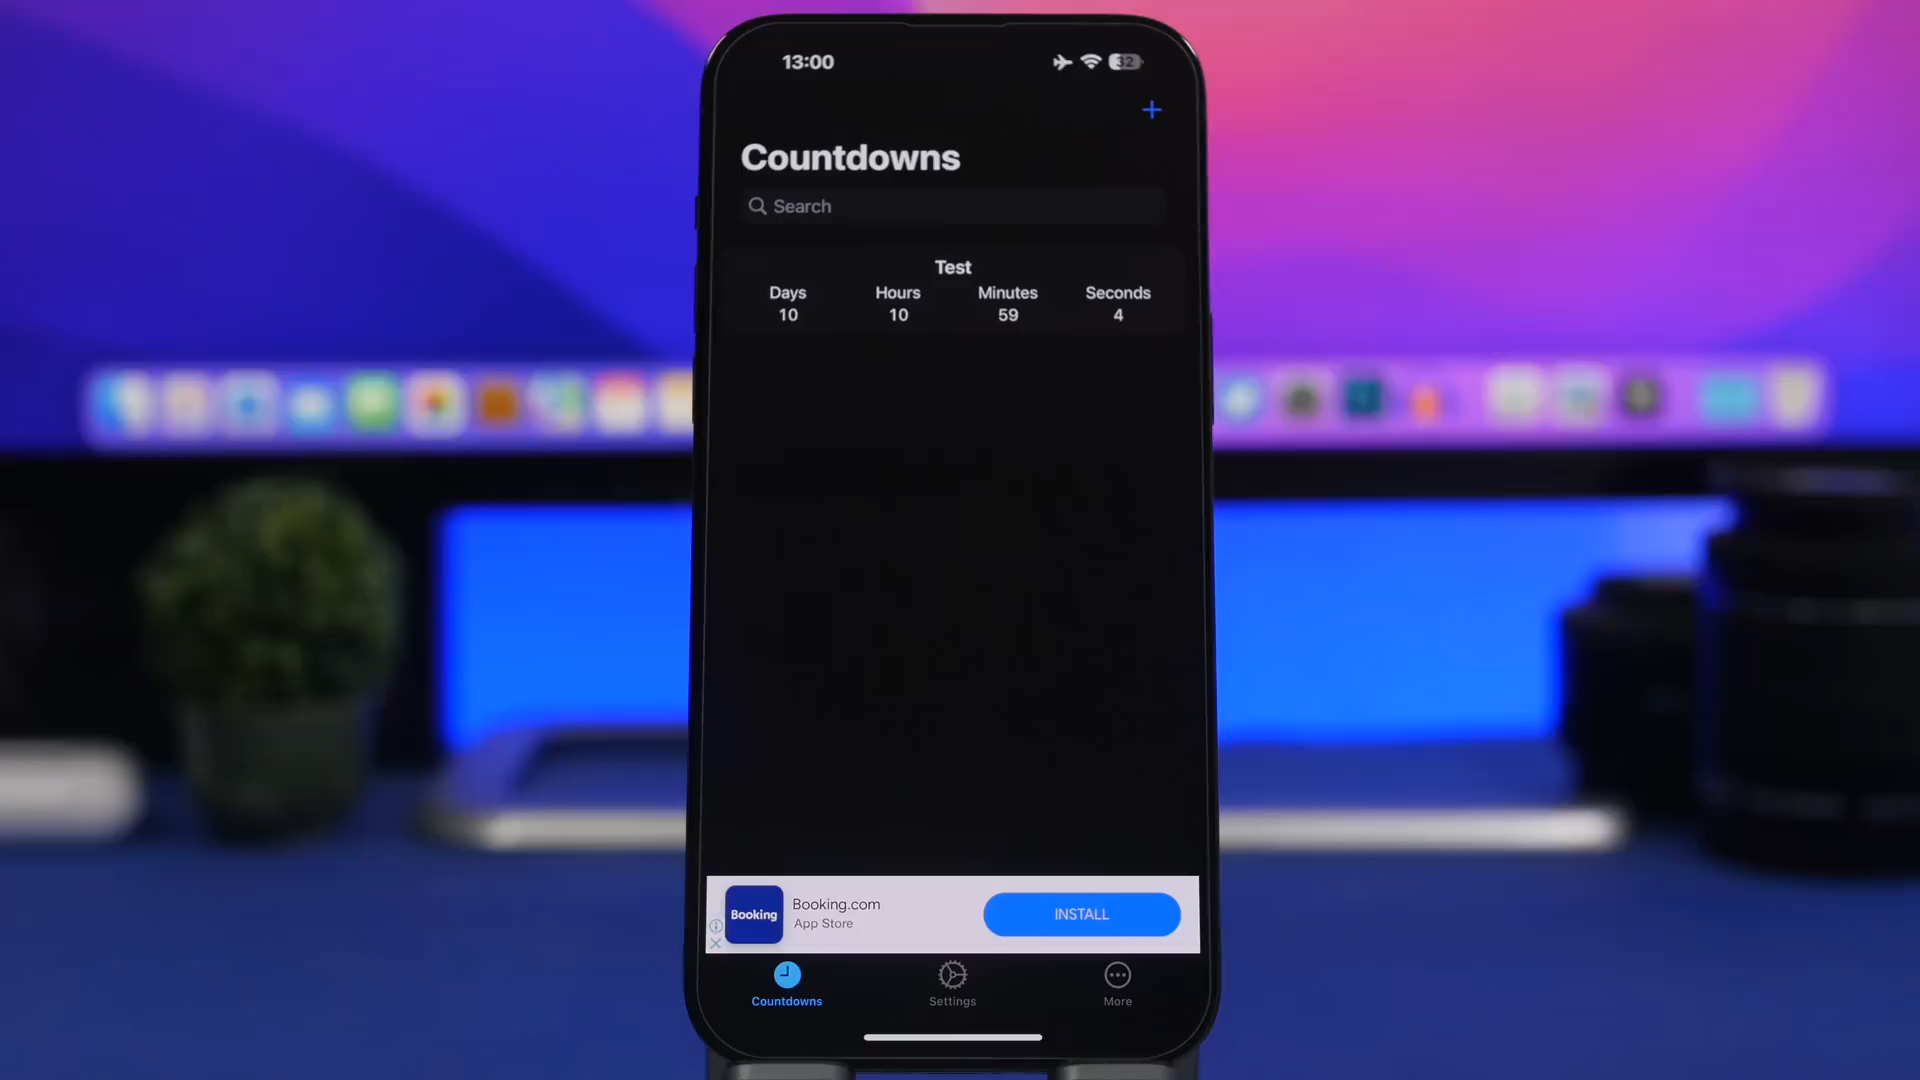 13:00
32
+
Countdowns
Search
Test
Days Hours Minutes Seconds
10 10 59 4
Booking
Booking.com
App Store
INSTALL
Countdowns Settings More